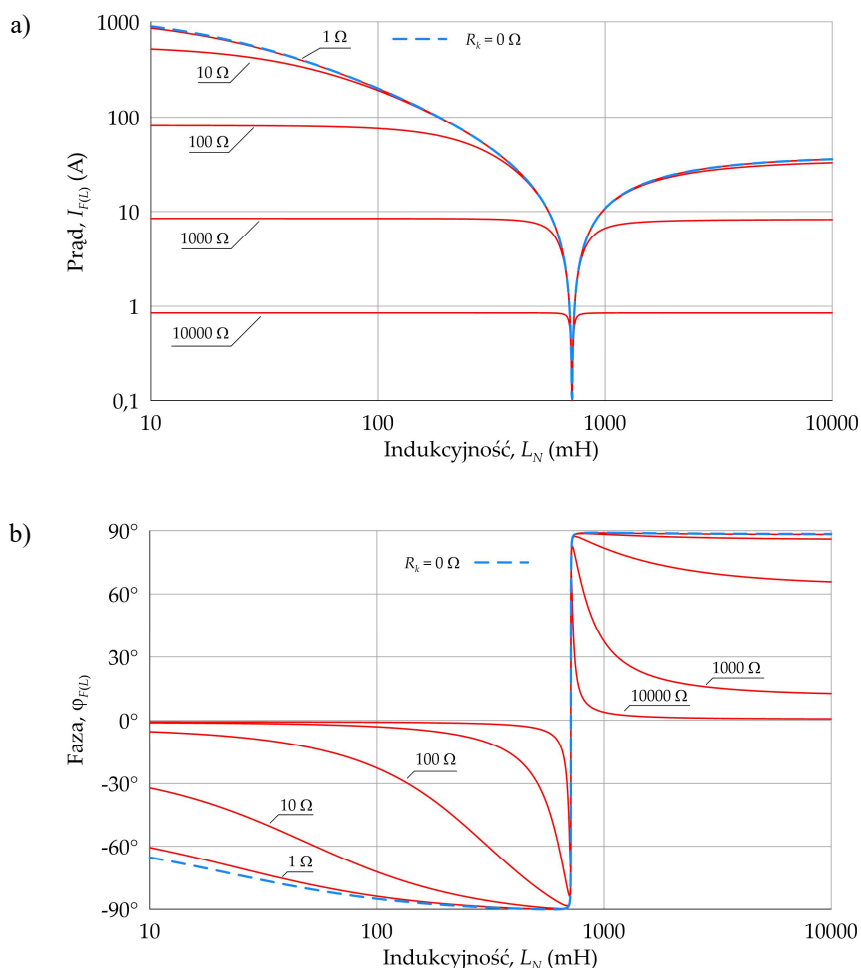 a)
1000
100
10
1
0,1
Prąd, I_F(L) (A)
1 Ω
R_k = 0 Ω
10 Ω
100 Ω
1000 Ω
10000 Ω
10 100 1000 10000
Indukcyjność, L_N (mH)
b)
90°
60°
30°
0°
-30°
-60°
-90°
Faza, φ_F(L)
R_k = 0 Ω
1000 Ω
10000 Ω
100 Ω
10 Ω
1 Ω
10 100 1000 10000
Indukcyjność, L_N (mH)